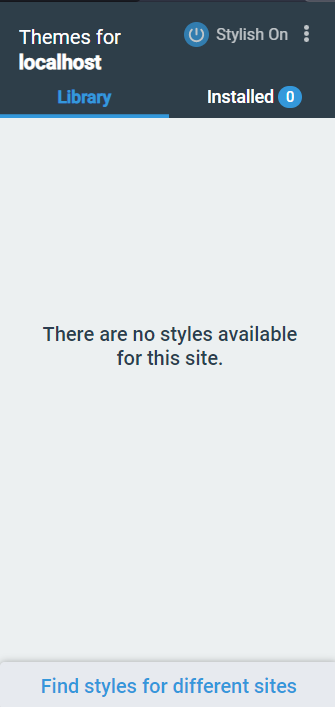 Themes for
localhost
Stylish On
Library
Installed 0
There are no styles available
for this site.
Find styles for different sites